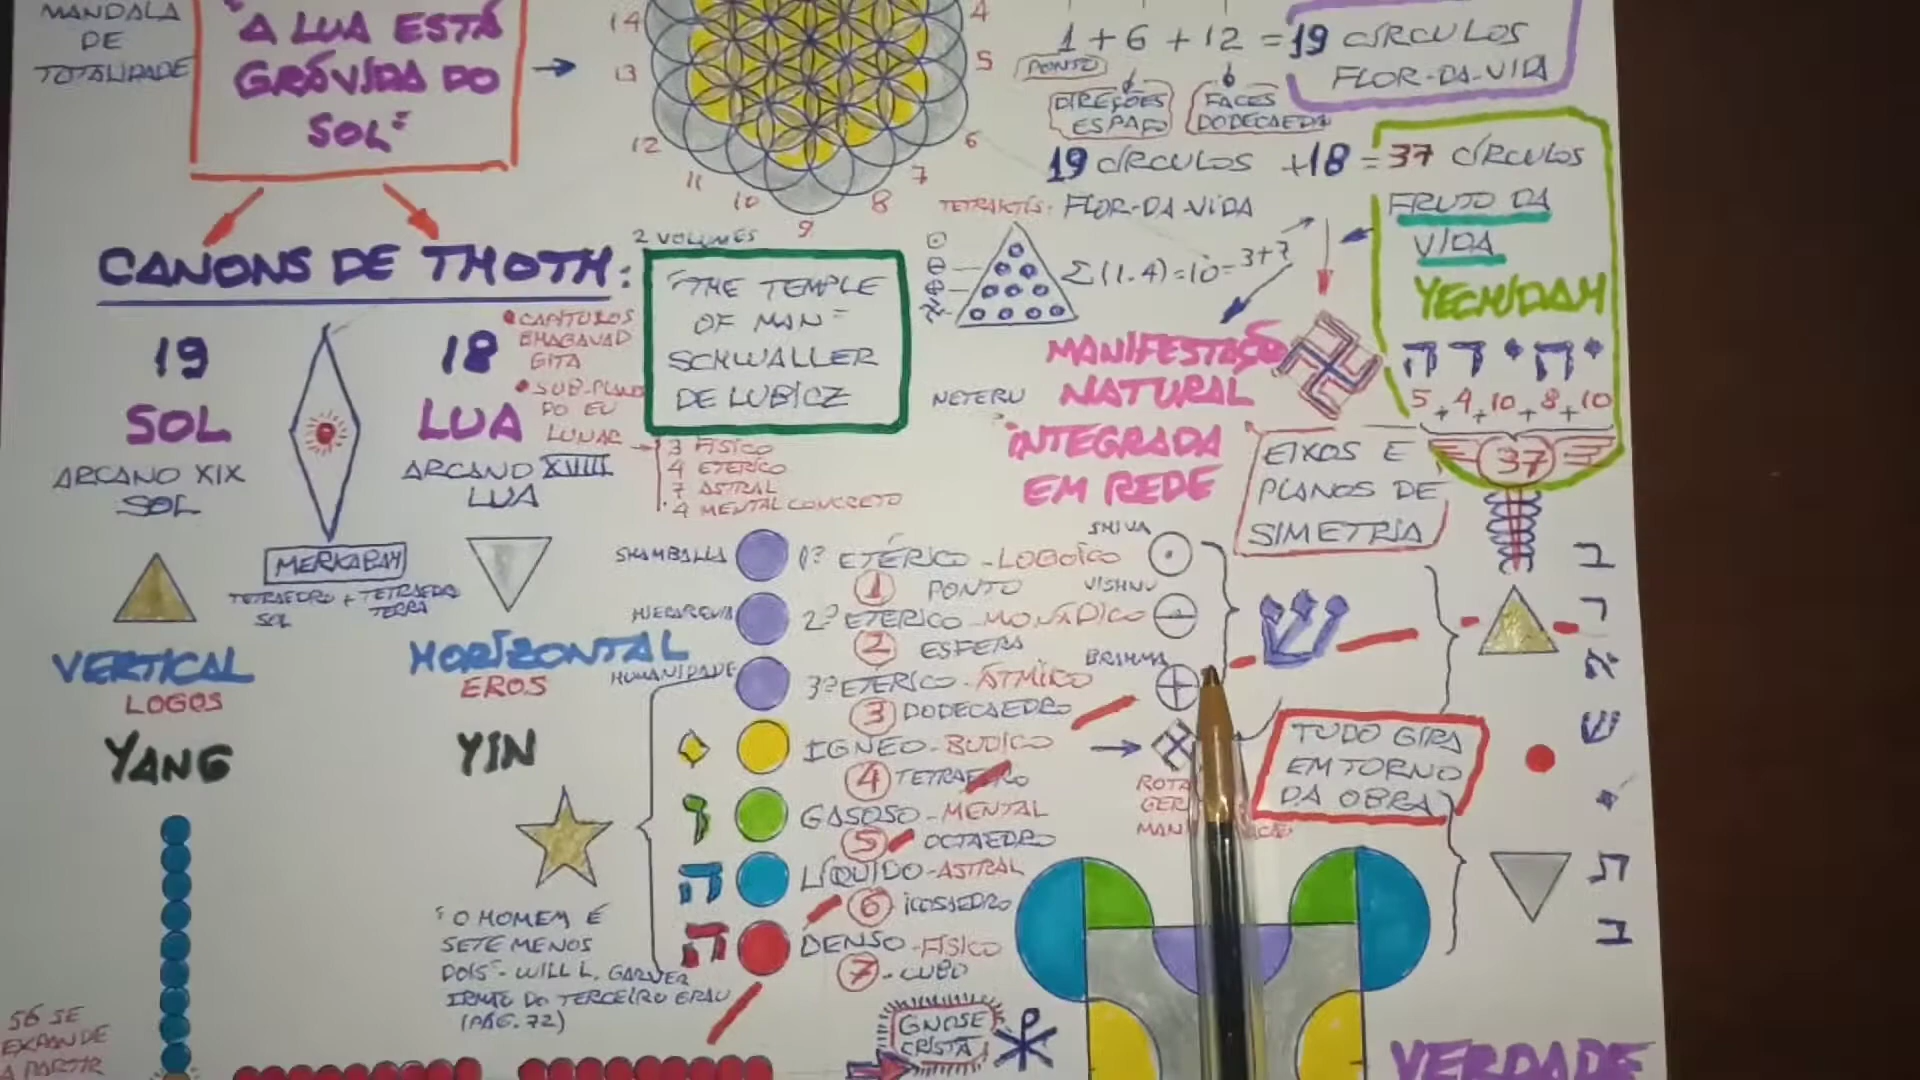 MANDALA
DE
TOTALIDADE
"A LUA ESTÁ
GRÁVIDA DO
SOL"
14
13
12
11
10
9
8
7
6
5
4
1 + 6 + 12 = 19 CÍRCULOS
FLOR-DA-VIDA
PONTO
DIREÇÕES
ESPAÇO
FACES
DODECAEDRO
19 CÍRCULOS +18 = 37 CÍRCULOS
FRUTO DA
VIDA
YECHIDAH
ה ד י ח י
5 + 4 + 10 + 8 + 10
37
TETRAKTIS: FLOR-DA-VIDA
Σ(1-4)=10= 3+7
CANONS DE THOTH:
2 VOLUMES
"THE TEMPLE
OF MAN"
SCHWALLER
DE LUBICZ
19
SOL
ARCANO XIX
SOL
18
LUA
ARCANO XVIII
LUA
CAPÍTULOS
BHAGAVAD
GITA
SUB-PLANO
DO EU
LUNAR
3 FÍSICO
4 ETÉRICO
7 ASTRAL
4 MENTAL CONCRETO
NETERU
MANIFESTAÇÃO
NATURAL
INTEGRADA
EM REDE
EIXOS E
PLANOS DE
SIMETRIA
MERKABAH
TETRAEDRO + TETRAEDRO
SOL TERRA
VERTICAL
LOGOS
YANG
HORIZONTAL
EROS
YIN
SHAMBALLA
1º ETÉRICO - LOGOÍCO
SHIVA
1 PONTO
HIERARQUIA
2º ETÉRICO - MONÁDICO
VISHNU
2 ESFERA
HUMANIDADE
3º ETÉRICO - ÁTMICO
BRAHMA
3 DODECAEDRO
ÍGNEO - BÚDICO
4 TETRAEDRO
GASOSO - MENTAL
5 OCTAEDRO
LÍQUIDO - ASTRAL
6 ICOSAEDRO
DENSO - FÍSICO
7 - CUBO
ש
TUDO GIRA
EM TORNO
DA OBRA
"O HOMEM É
SETE MENOS
DOIS" - WILL L. GARVER
IRMÃO DO TERCEIRO GRAU
(PÁG. 72)
SÓ SE
EXPANDE
A PARTIR
GNOSE
CRISTÃ
VERDADE